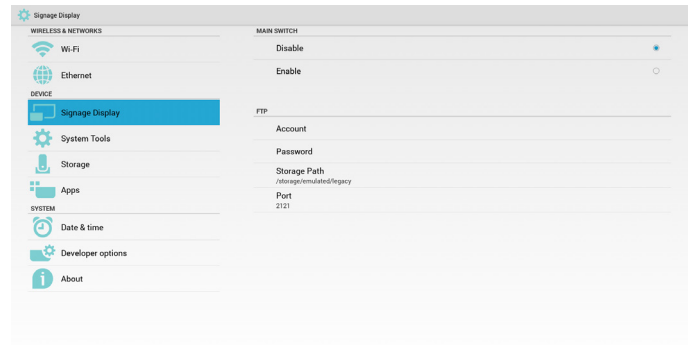 Signage Display
WIRELESS & NETWORKS
Wi-Fi
Ethernet
DEVICE
Signage Display
System Tools
Storage
Apps
SYSTEM
Date & time
Developer options
About
MAIN SWITCH
Disable
Enable
FTP
Account
Password
Storage Path
/storage/emulated/legacy
Port
2121